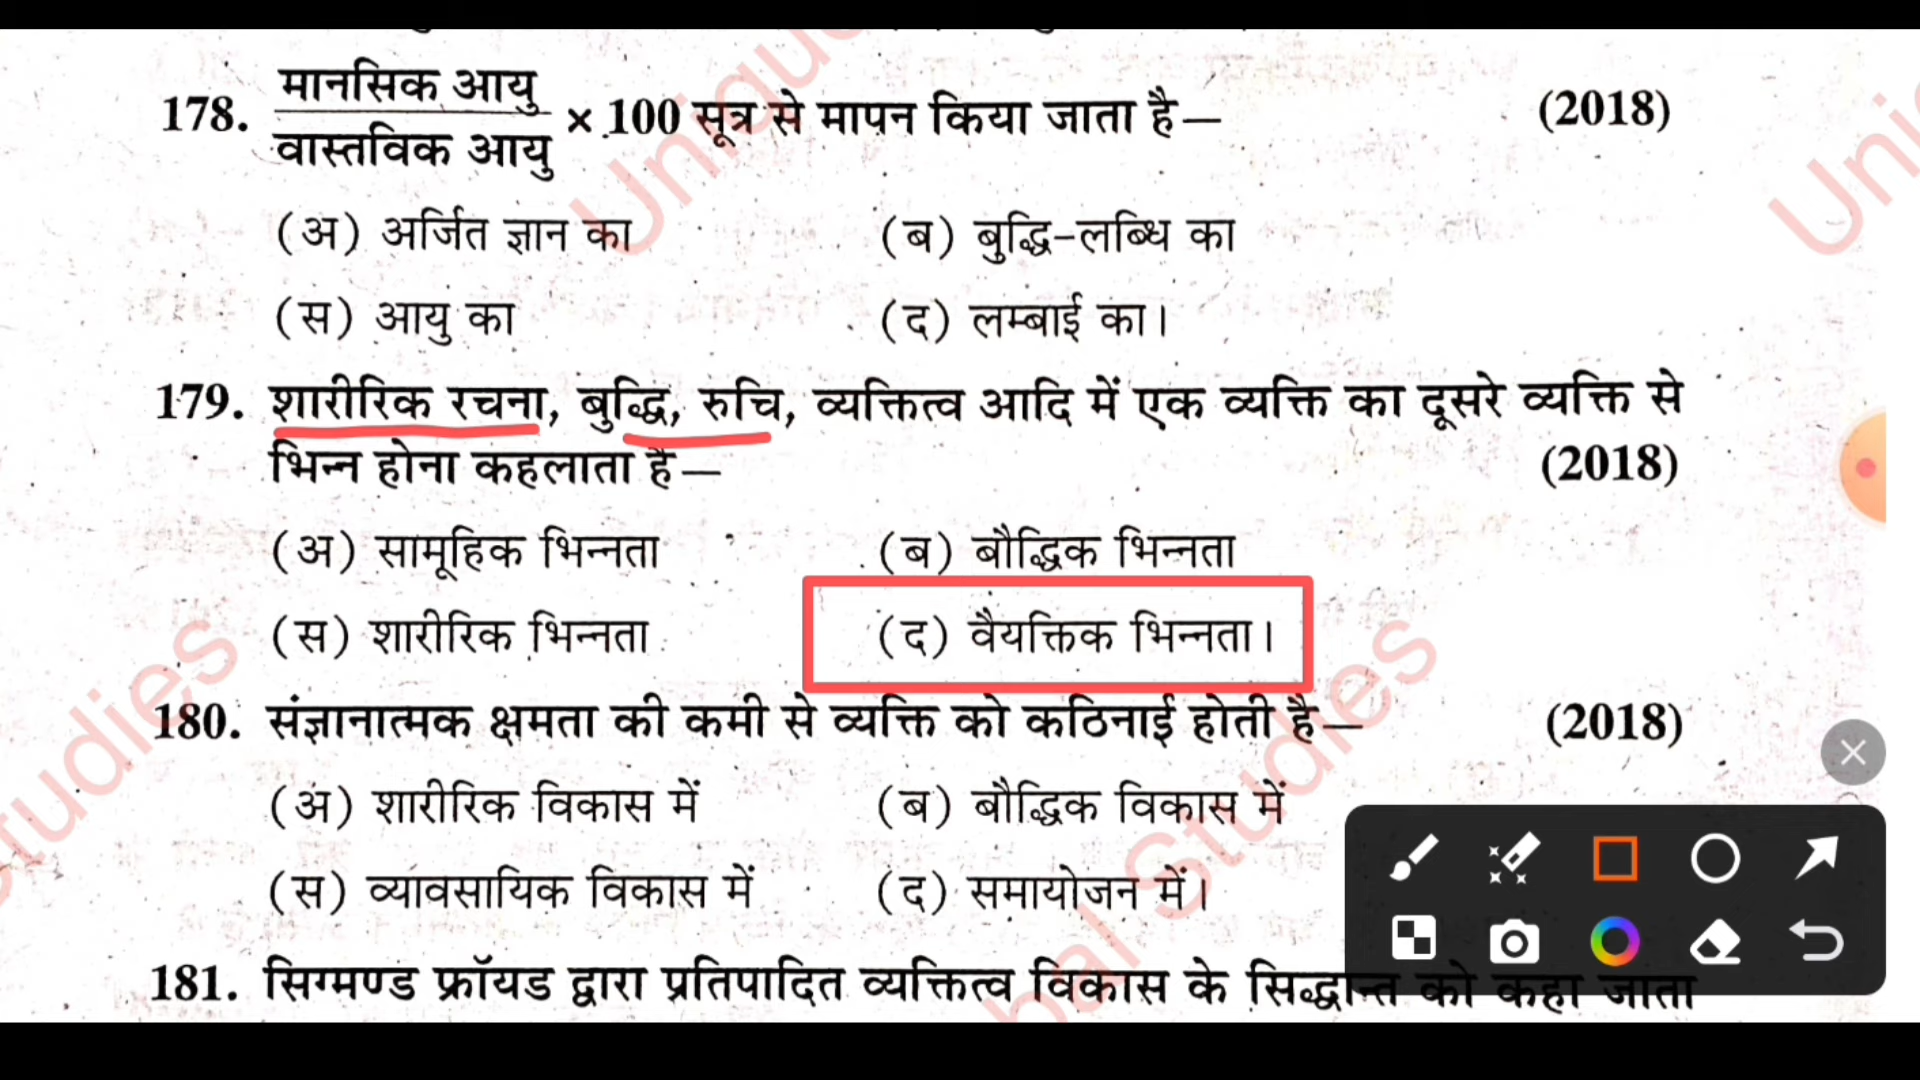 मानसिक आयु
178. वास्तविक आयु × 100 सूत्र से मापन किया जाता है— (2018)
(अ) अर्जित ज्ञान का (ब) बुद्धि-लब्धि का
(स) आयु का (द) लम्बाई का।
179. शारीरिक रचना, बुद्धि, रुचि, व्यक्तित्व आदि में एक व्यक्ति का दूसरे व्यक्ति से
भिन्न होना कहलाता है— (2018)
(अ) सामूहिक भिन्नता (ब) बौद्धिक भिन्नता
(स) शारीरिक भिन्नता (द) वैयक्तिक भिन्नता।
180. संज्ञानात्मक क्षमता की कमी से व्यक्ति को कठिनाई होती है— (2018)
(अ) शारीरिक विकास में (ब) बौद्धिक विकास में
(स) व्यावसायिक विकास में (द) समायोजन में।
181. सिग्मण्ड फ्रॉयड द्वारा प्रतिपादित व्यक्तित्व विकास के सिद्धान्त को कहा जाता
Studies